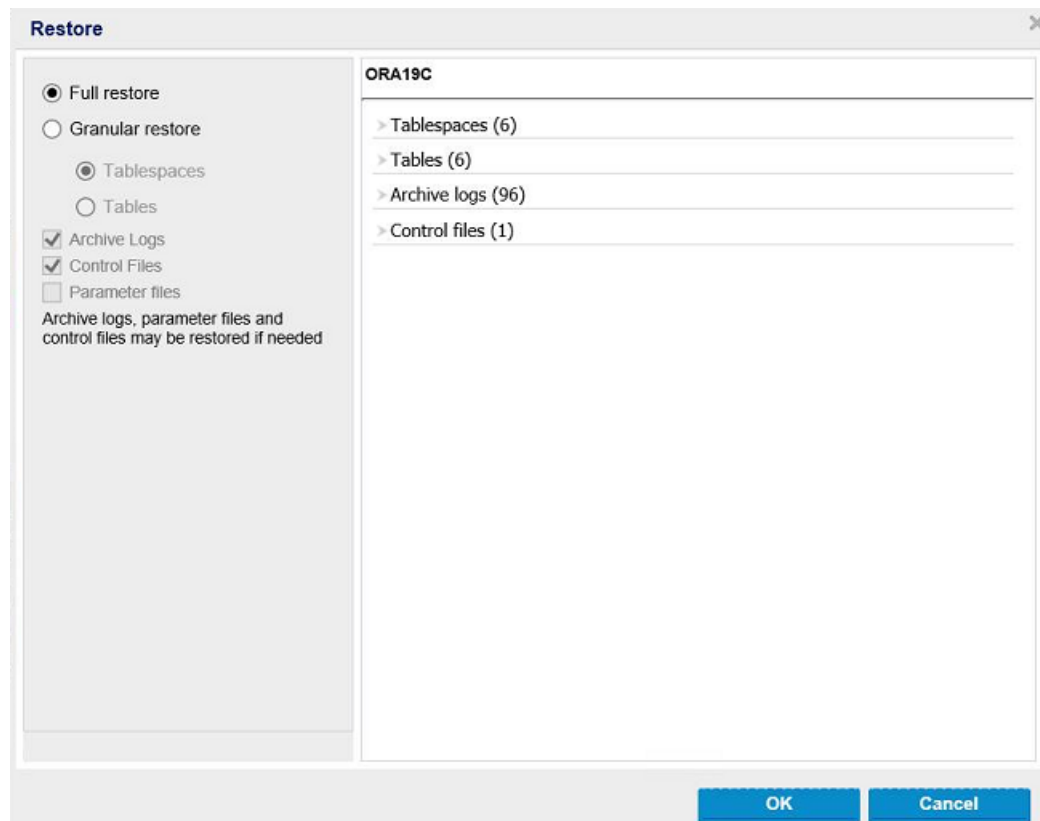 Restore
Full restore
Granular restore
Tablespaces
Tables
Archive Logs
Control Files
Parameter files
Archive logs, parameter files and
control files may be restored if needed
ORA19C
Tablespaces (6)
Tables (6)
Archive logs (96)
Control files (1)
OK
Cancel